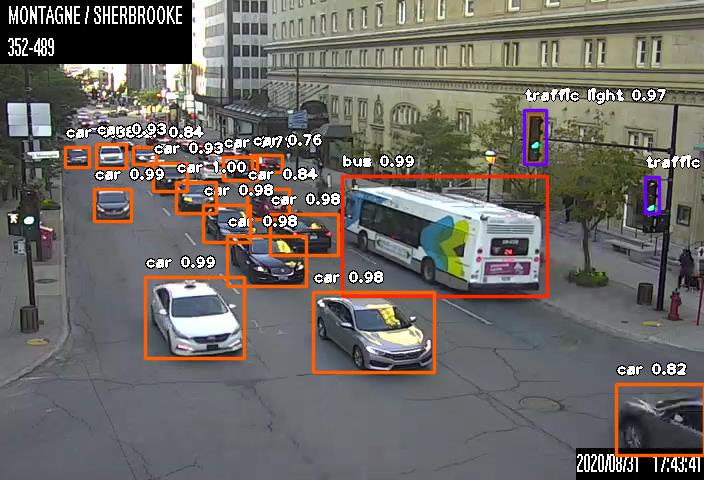 MONTAGNE / SHERBROOKE
352-489
traffic light 0.97
car 0.93
0.84
car 0.93
car 0.76
traffic
bus 0.99
car 1.00
car 0.99
car 0.84
car 0.98
car 0.98
car 0.98
car 0.99
car 0.98
car 0.82
24
2020/08/31 17:43:41